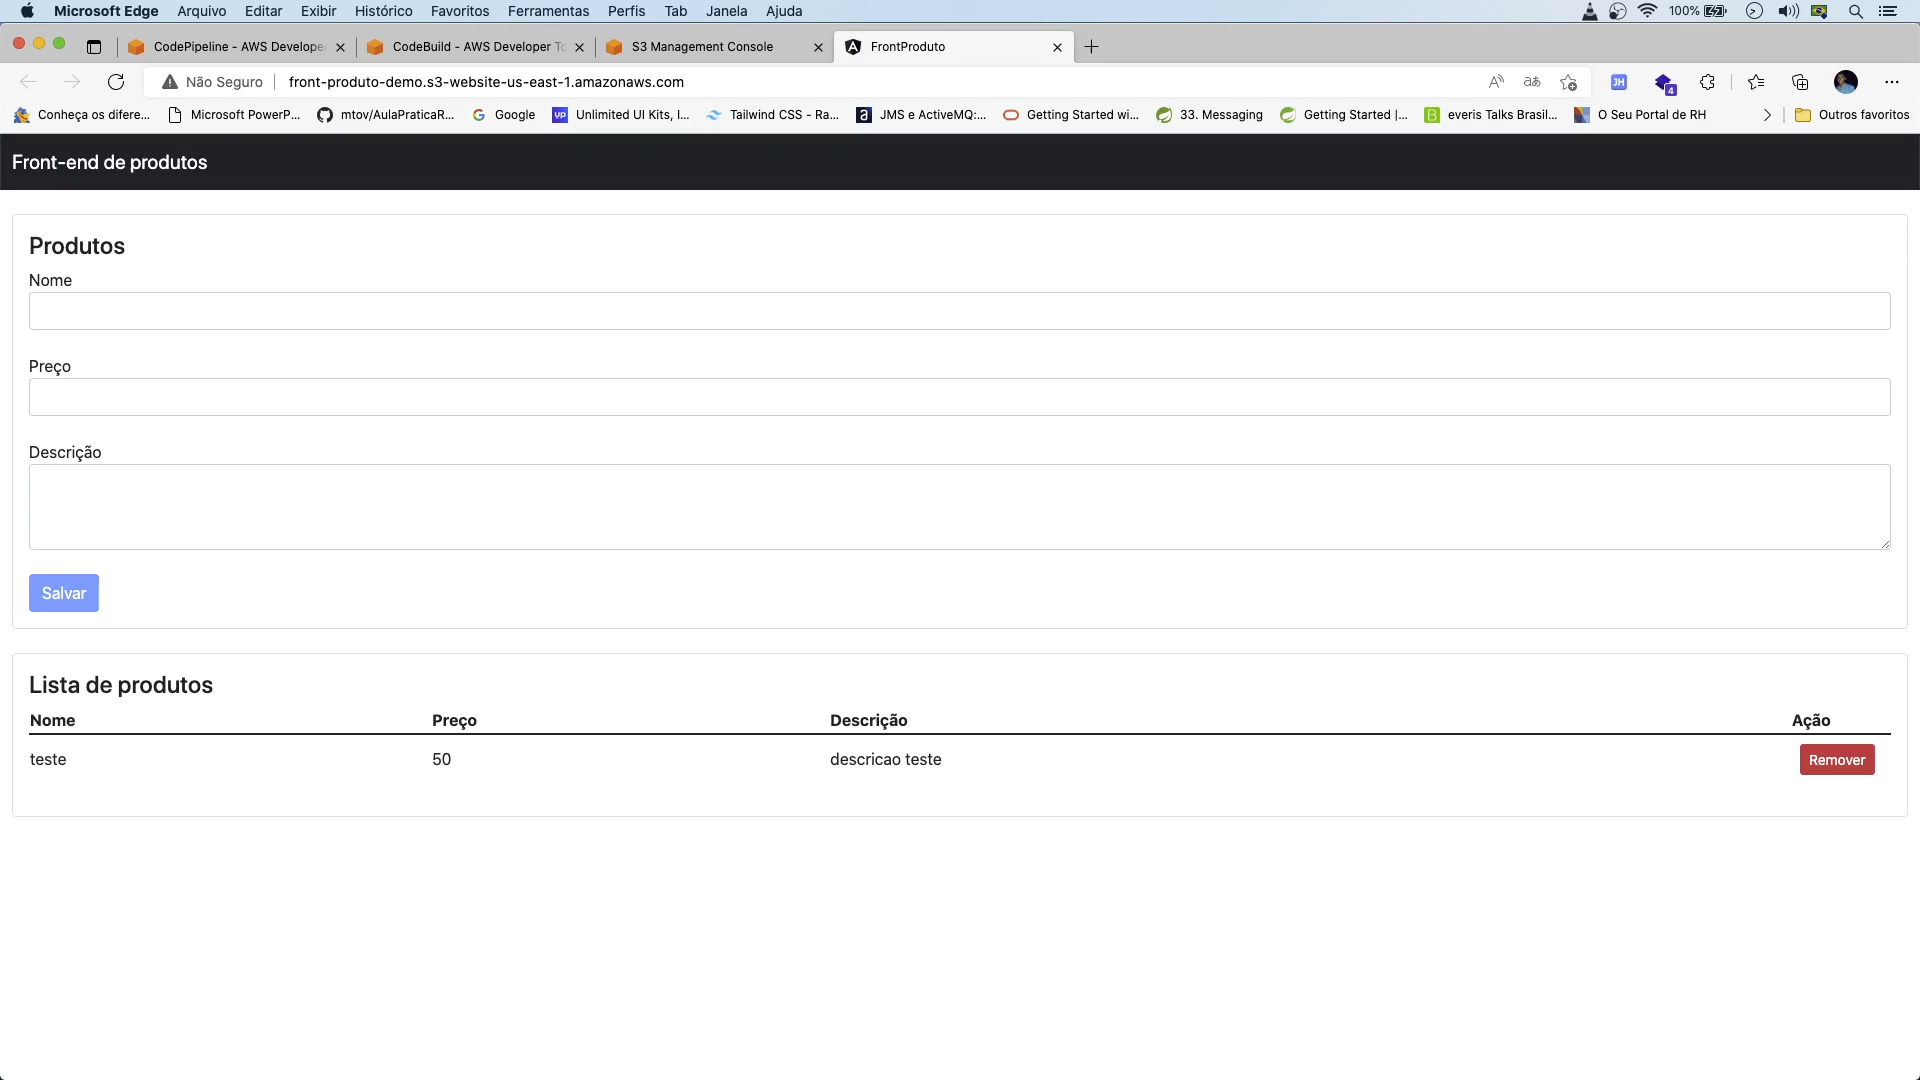 Microsoft Edge Arquivo Editar Exibir Histórico Favoritos Ferramentas Perfis Tab Janela Ajuda 100%
CodePipeline - AWS Develope CodeBuild - AWS Developer To S3 Management Console FrontProduto
Não Seguro front-produto-demo.s3-website-us-east-1.amazonaws.com JH 4
Conheça os difere... Microsoft PowerP... mtov/AulaPraticaR... Google Unlimited UI Kits, I... Tailwind CSS - Ra... JMS e ActiveMQ:... Getting Started wi... 33. Messaging Getting Started |... everis Talks Brasil... O Seu Portal de RH Outros favoritos
Front-end de produtos
Produtos
Nome
Preço
Descrição
Salvar
Lista de produtos
Nome Preço Descrição Ação
teste 50 descricao teste Remover